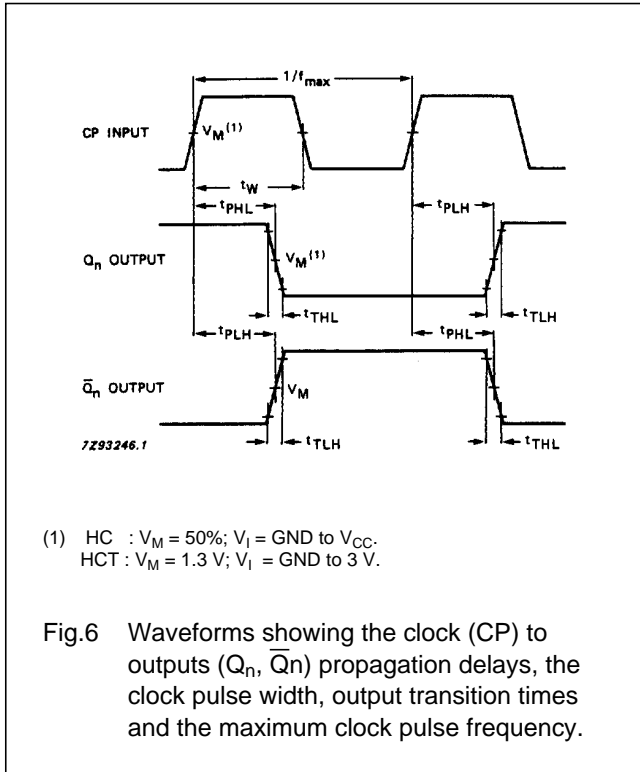 1/fmax
CP INPUT
VM(1)
tW
tPHL
tPLH
Qn OUTPUT
VM(1)
tTHL
tTLH
tPLH
tPHL
Q̅n OUTPUT
VM
7Z93246.1
tTLH
tTHL
(1) HC : VM = 50%; VI = GND to VCC.
HCT : VM = 1.3 V; VI = GND to 3 V.
Fig.6 Waveforms showing the clock (CP) to
outputs (Qn, Q̅n) propagation delays, the
clock pulse width, output transition times
and the maximum clock pulse frequency.